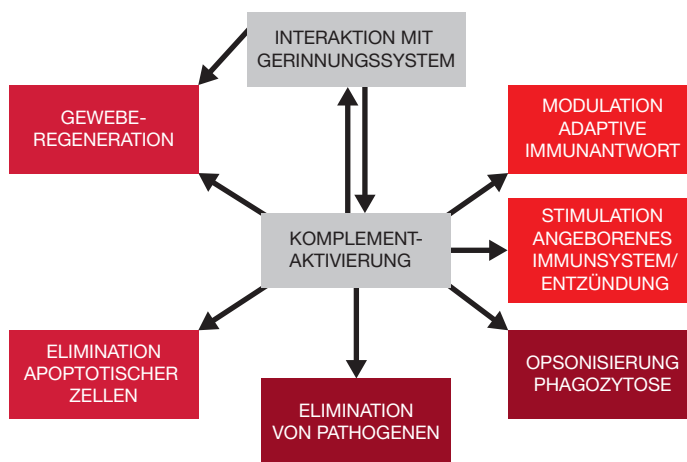 INTERAKTION MIT
GERINNUNGSSYSTEM
GEWEBE-
REGENERATION
MODULATION
ADAPTIVE
IMMUNANTWORT
KOMPLEMENT-
AKTIVIERUNG
STIMULATION
ANGEBORENES
IMMUNSYSTEM/
ENTZÜNDUNG
ELIMINATION
APOPTOTISCHER
ZELLEN
ELIMINATION
VON PATHOGENEN
OPSONISIERUNG
PHAGOZYTOSE